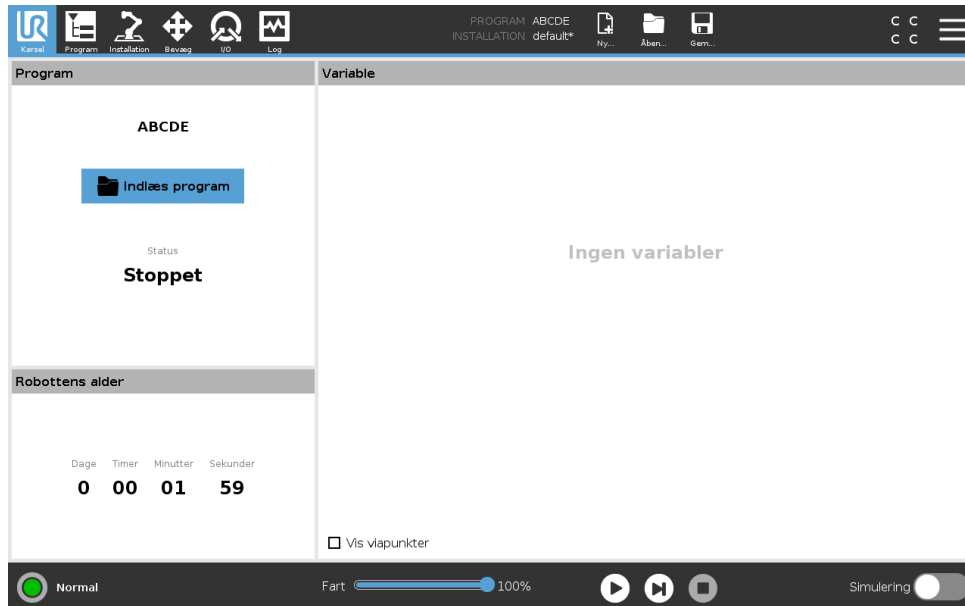 UR
Kørsel
Program
Installation
Bevæg
I/O
Log
PROGRAM ABCDE
INSTALLATION default*
Ny...
Åben...
Gem...
C C
C C
Program
ABCDE
Indlæs program
Status
Stoppet
Variable
Ingen variabler
Vis viapunkter
Robottens alder
Dage Timer Minutter Sekunder
0 00 01 59
Normal
Fart 100%
Simulering